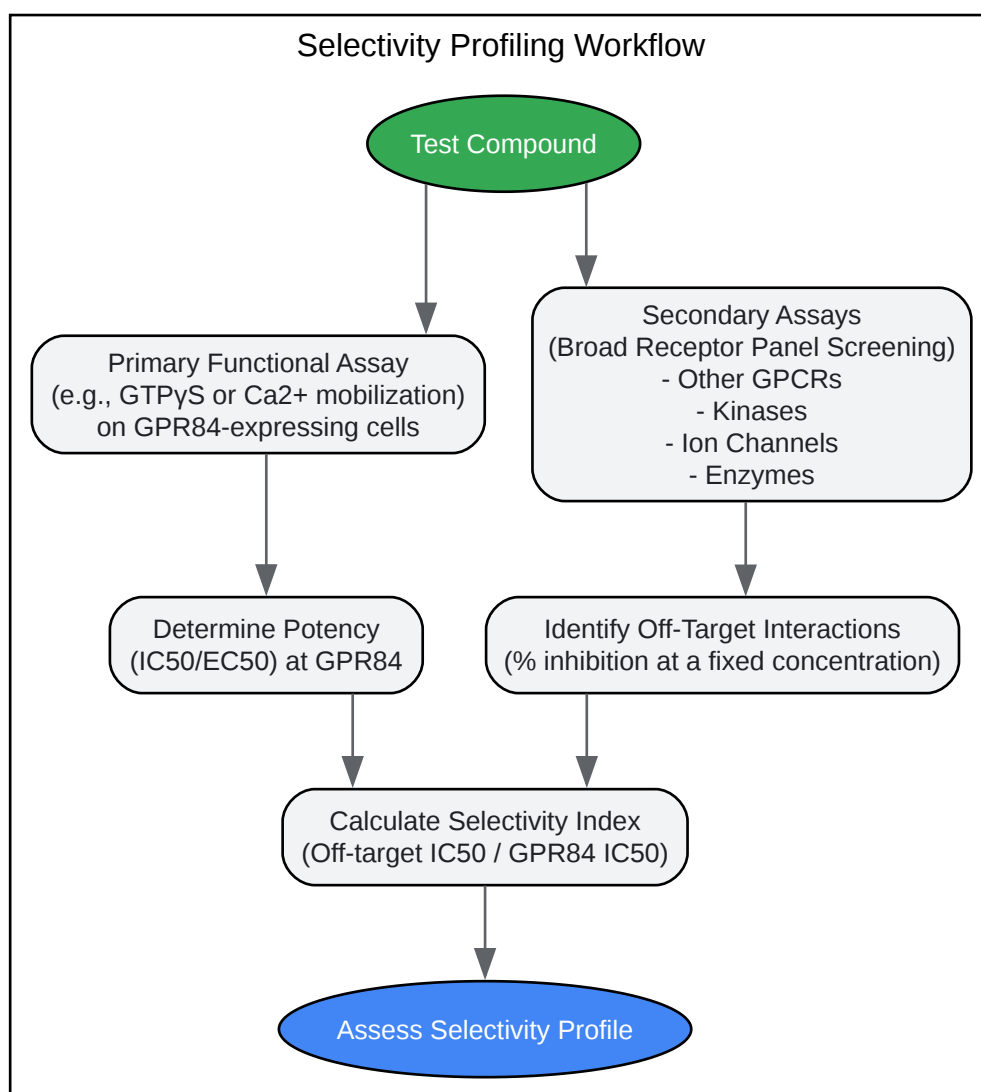 Selectivity Profiling Workflow
Test Compound
Primary Functional Assay
(e.g., GTPγS or Ca2+ mobilization)
on GPR84-expressing cells
Secondary Assays
(Broad Receptor Panel Screening)
- Other GPCRs
- Kinases
- Ion Channels
- Enzymes
Determine Potency
(IC50/EC50) at GPR84
Identify Off-Target Interactions
(% inhibition at a fixed concentration)
Calculate Selectivity Index
(Off-target IC50 / GPR84 IC50)
Assess Selectivity Profile